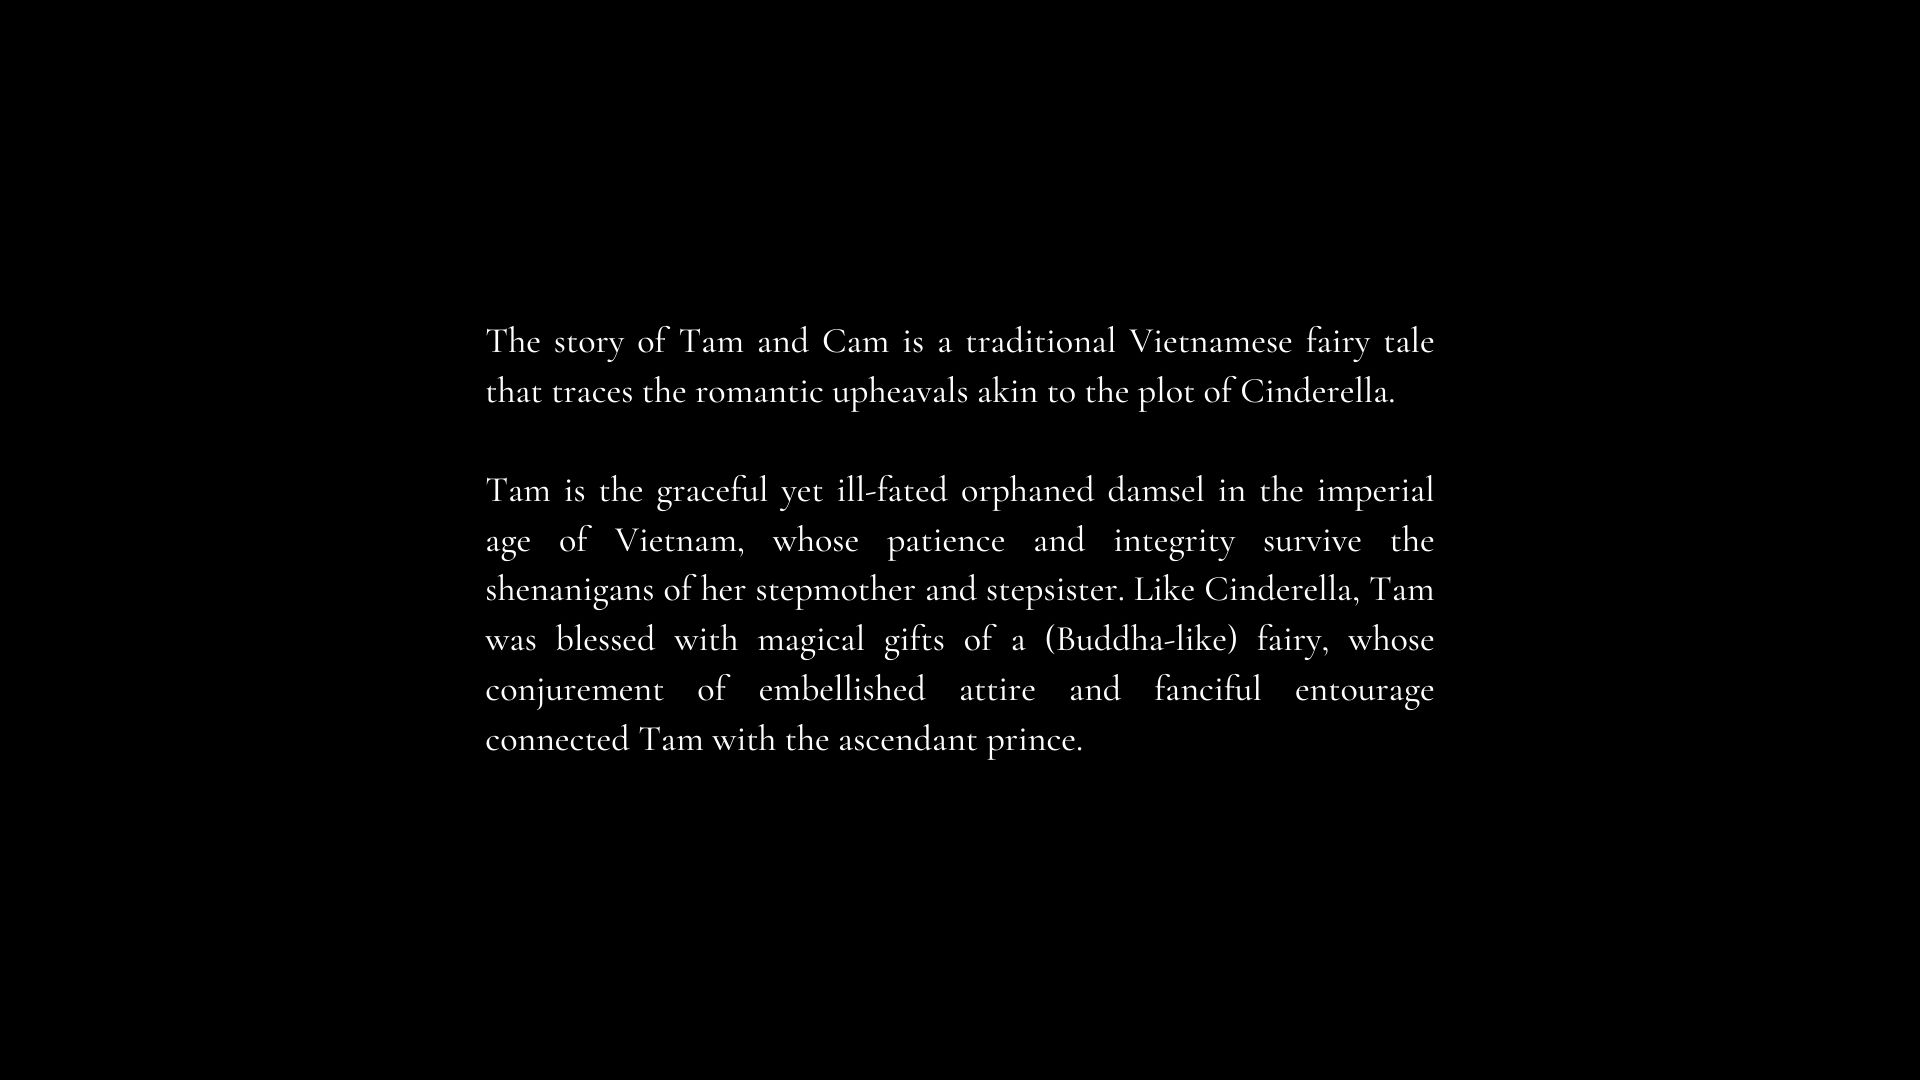 The story of Tam and Cam is a traditional Vietnamese fairy tale
that traces the romantic upheavals akin to the plot of Cinderella.
Tam is the graceful yet ill-fated orphaned damsel in the imperial
age of Vietnam, whose patience and integrity survive the
shenanigans of her stepmother and stepsister. Like Cinderella, Tam
was blessed with magical gifts of a (Buddha-like) fairy, whose
conjurement of embellished attire and fanciful entourage
connected Tam with the ascendant prince.